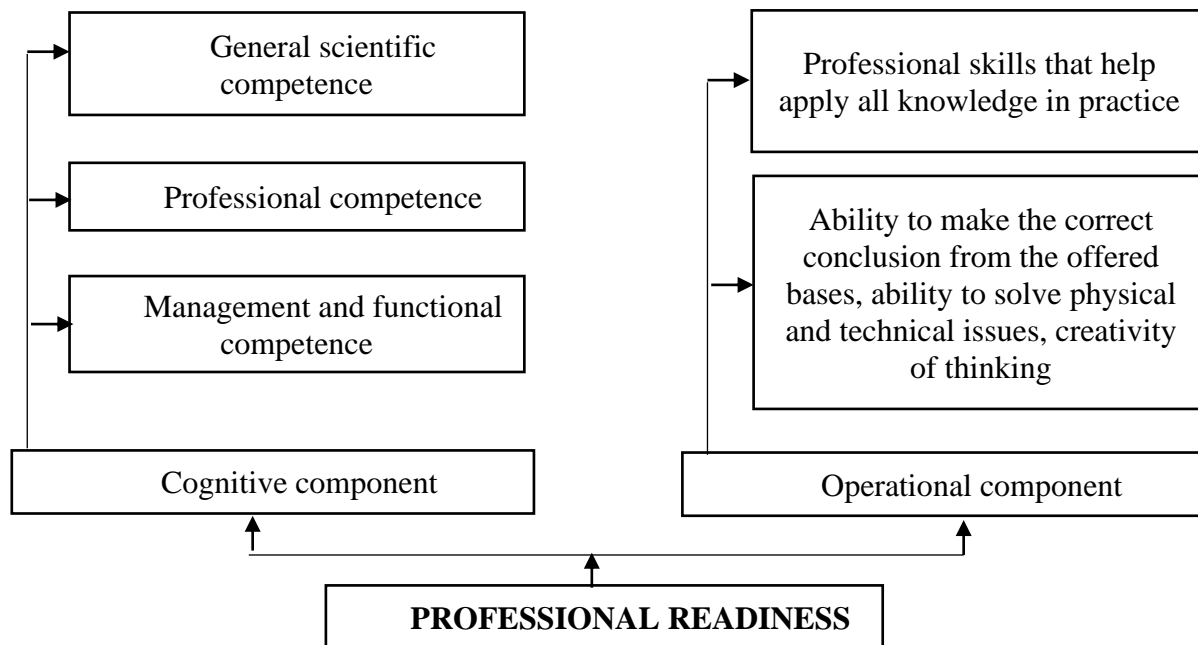 General scientific
competence
Professional competence
Management and functional
competence
Cognitive component
Professional skills that help
apply all knowledge in practice
Ability to make the correct
conclusion from the offered
bases, ability to solve physical
and technical issues, creativity
of thinking
Operational component
PROFESSIONAL READINESS